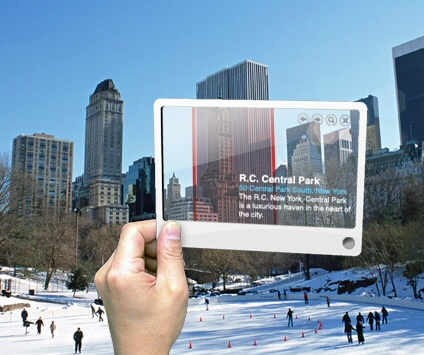 R.C. Central Park
50 Central Park South, New York
The R.C. New York, Central Park
is a luxurious haven in the heart of
the city.